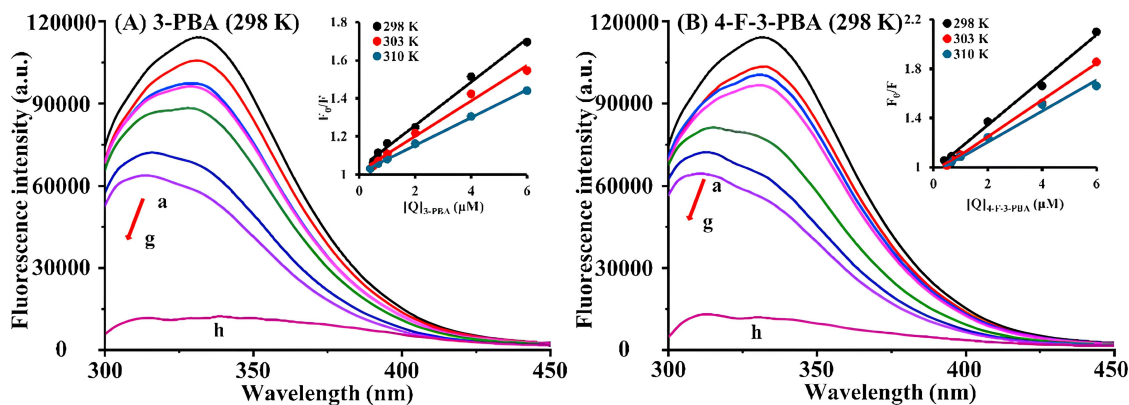 (A) 3-PBA (298 K)
Fluorescence intensity (a.u.)
120000
90000
60000
30000
0
300
350
400
450
Wavelength (nm)
a
g
h
F0/F
1.8
1.6
1.4
1.2
1
298 K
303 K
310 K
0
2
4
6
[Q]3-PBA (μM)
(B) 4-F-3-PBA (298 K)
Fluorescence intensity (a.u.)
120000
90000
60000
30000
0
300
350
400
450
Wavelength (nm)
a
g
h
F0/F
2.2
1.8
1.4
1
298 K
303 K
310 K
0
2
4
6
[Q]4-F-3-PBA (μM)